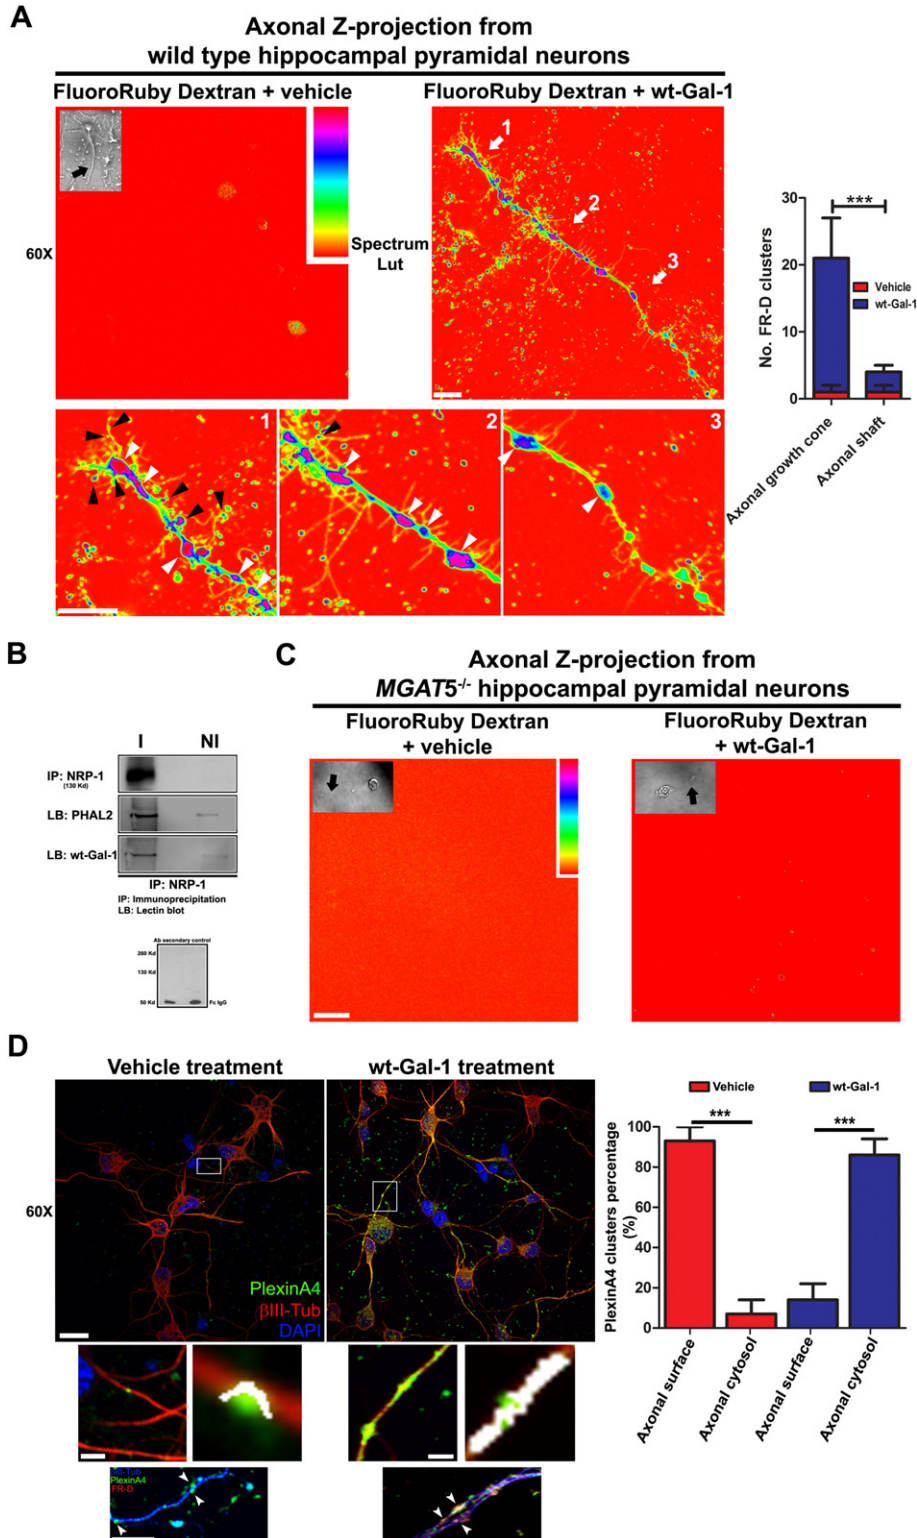 A
Axonal Z-projection from
wild type hippocampal pyramidal neurons
FluoroRuby Dextran + vehicle
FluoroRuby Dextran + wt-Gal-1
60X
Spectrum
Lut
1
2
3
30
20
10
0
No. FR-D clusters
***
Vehicle
wt-Gal-1
Axonal growth cone
Axonal shaft
1
2
3
B
I NI
IP: NRP-1
(130 Kd)
LB: PHAL2
LB: wt-Gal-1
IP: NRP-1
IP: Immunoprecipitation
LB: Lectin blot
Ab secondary control
260 Kd
130 Kd
50 Kd
Fc IgG
C
Axonal Z-projection from
MGAT5-/- hippocampal pyramidal neurons
FluoroRuby Dextran
+ vehicle
FluoroRuby Dextran
+ wt-Gal-1
D
Vehicle treatment
wt-Gal-1 treatment
60X
PlexinA4
βIII-Tub
DAPI
βIII-Tub
PlexinA4
FR-D
Vehicle
wt-Gal-1
PlexinA4 clusters percentage
(%)
100
80
60
40
20
0
***
***
Axonal surface
Axonal cytosol
Axonal surface
Axonal cytosol